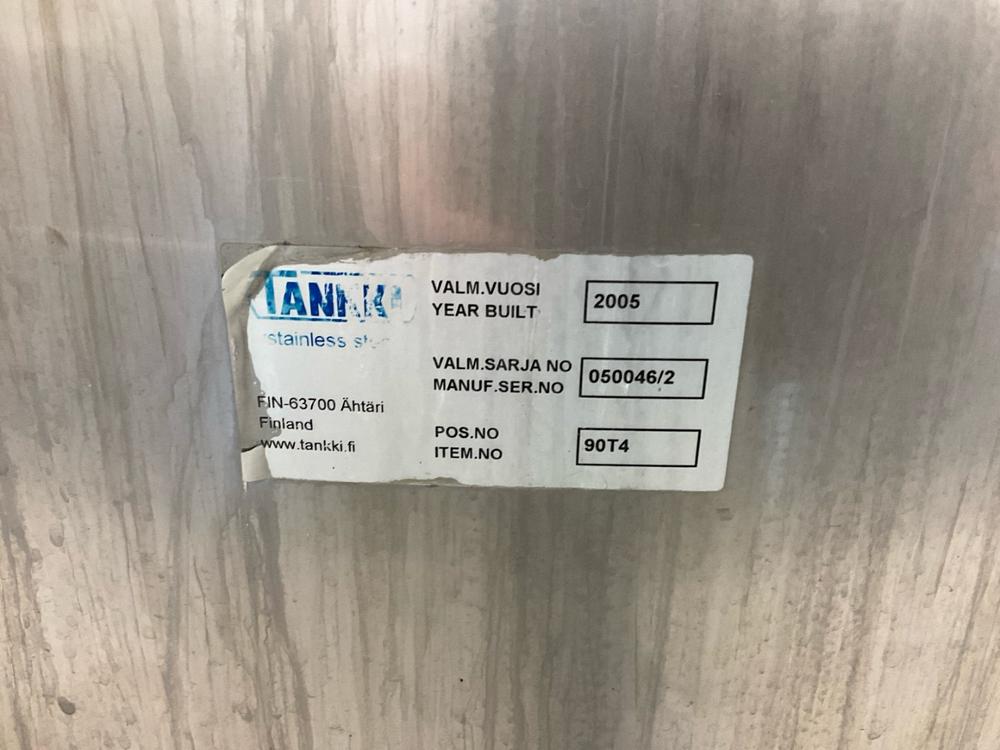 TANKKI
stainless
FIN-63700 Ähtäri
Finland
www.tankki.fi
VALM.VUOSI
YEAR BUILT
2005
VALM.SARJA NO
MANUF.SER.NO
050046/2
POS.NO
ITEM.NO
90T4